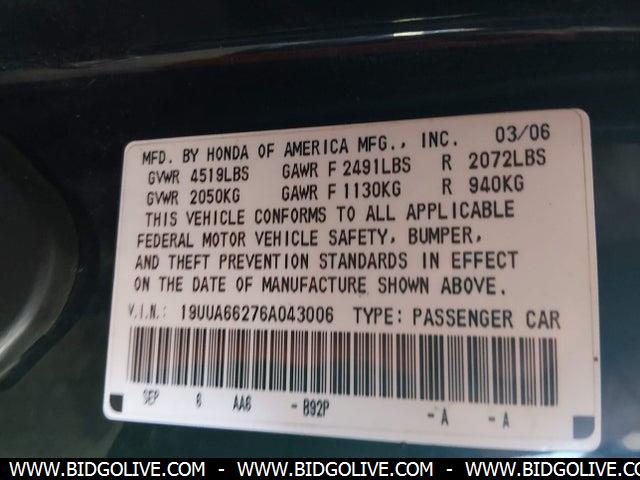 MFD. BY HONDA OF AMERICA MFG., INC. 03/06
GVWR 4519LBS GAWR F 2491LBS R 2072LBS
GVWR 2050KG GAWR F 1130KG R 940KG
THIS VEHICLE CONFORMS TO ALL APPLICABLE
FEDERAL MOTOR VEHICLE SAFETY, BUMPER,
AND THEFT PREVENTION STANDARDS IN EFFECT
ON THE DATE OF MANUFACTURE SHOWN ABOVE.
V.I.N.: 19UUA66276A043006 TYPE: PASSENGER CAR
SEP 6 AA6 - B92P - A - A
WWW.BIDGOLIVE.COM - WWW.BIDGOLIVE.COM - WWW.BIDGOLIVE.COM